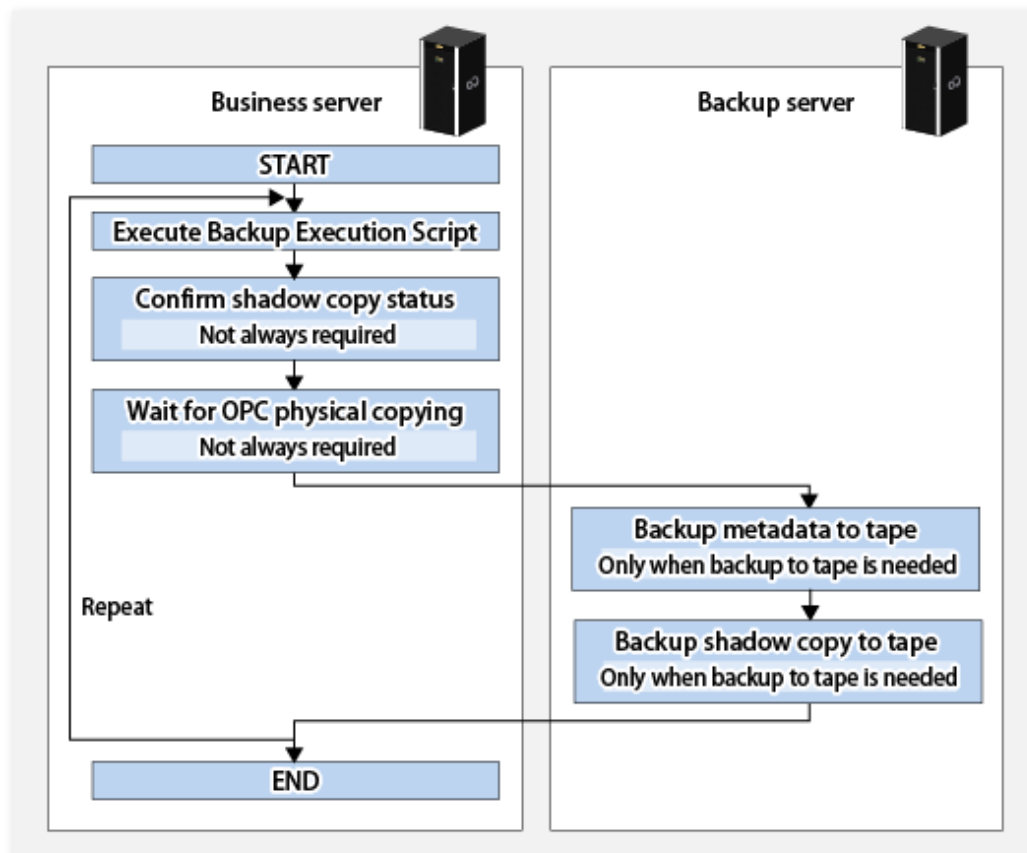 Business server
Backup server
START
Execute Backup Execution Script
Confirm shadow copy status
Not always required
Wait for OPC physical copying
Not always required
Backup metadata to tape
Only when backup to tape is needed
Repeat
Backup shadow copy to tape
Only when backup to tape is needed
END